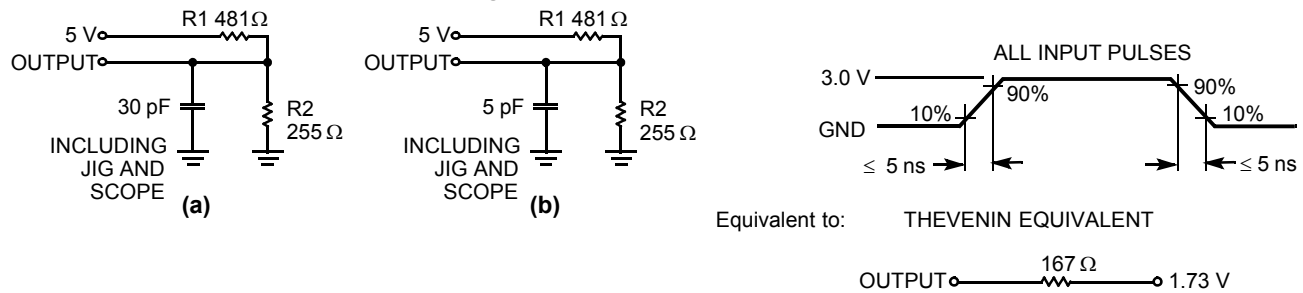 R1 481 Ω
5 V
OUTPUT
30 pF
R2
255 Ω
INCLUDING
JIG AND
SCOPE
(a)
R1 481 Ω
5 V
OUTPUT
5 pF
R2
255 Ω
INCLUDING
JIG AND
SCOPE
(b)
ALL INPUT PULSES
3.0 V
90%
90%
10%
10%
GND
≤ 5 ns
≤ 5 ns
Equivalent to: THEVENIN EQUIVALENT
167 Ω
OUTPUT
1.73 V